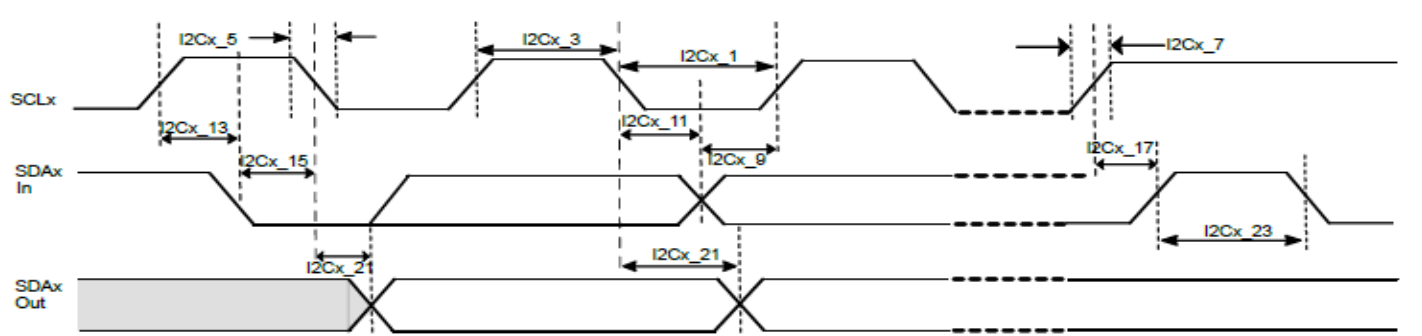 I2Cx_5
I2Cx_3
I2Cx_1
I2Cx_7
SCLx
I2Cx_13
I2Cx_11
I2Cx_9
I2Cx_17
I2Cx_15
SDAx
In
I2Cx_23
I2Cx_21
I2Cx_21
SDAx
Out